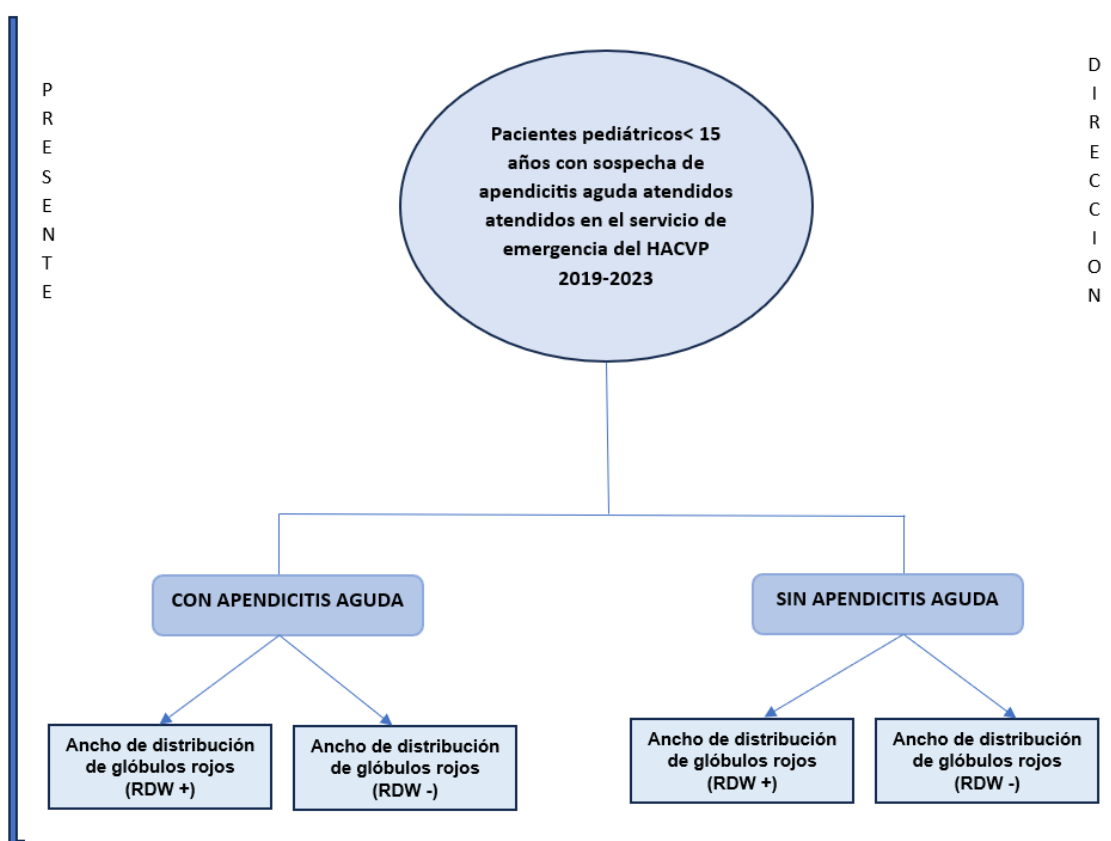 PRESENTE
DIRECCION
Pacientes pediátricos< 15
años con sospecha de
apendicitis aguda atendidos
atendidos en el servicio de
emergencia del HACVP
2019-2023
CON APENDICITIS AGUDA
SIN APENDICITIS AGUDA
Ancho de distribución
de glóbulos rojos
(RDW +)
Ancho de distribución
de glóbulos rojos
(RDW -)
Ancho de distribución
de glóbulos rojos
(RDW +)
Ancho de distribución
de glóbulos rojos
(RDW -)